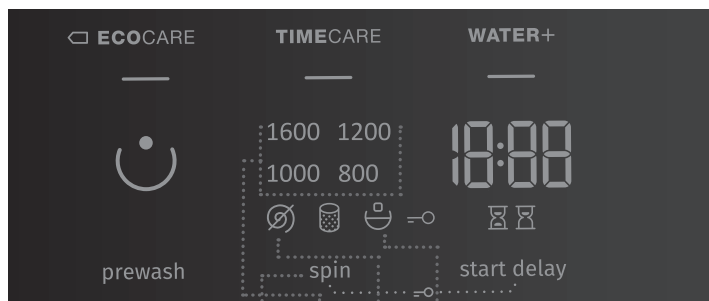 ECOCARE TIMECARE WATER+
1600 1200
18:88
1000 800
prewash spin start delay